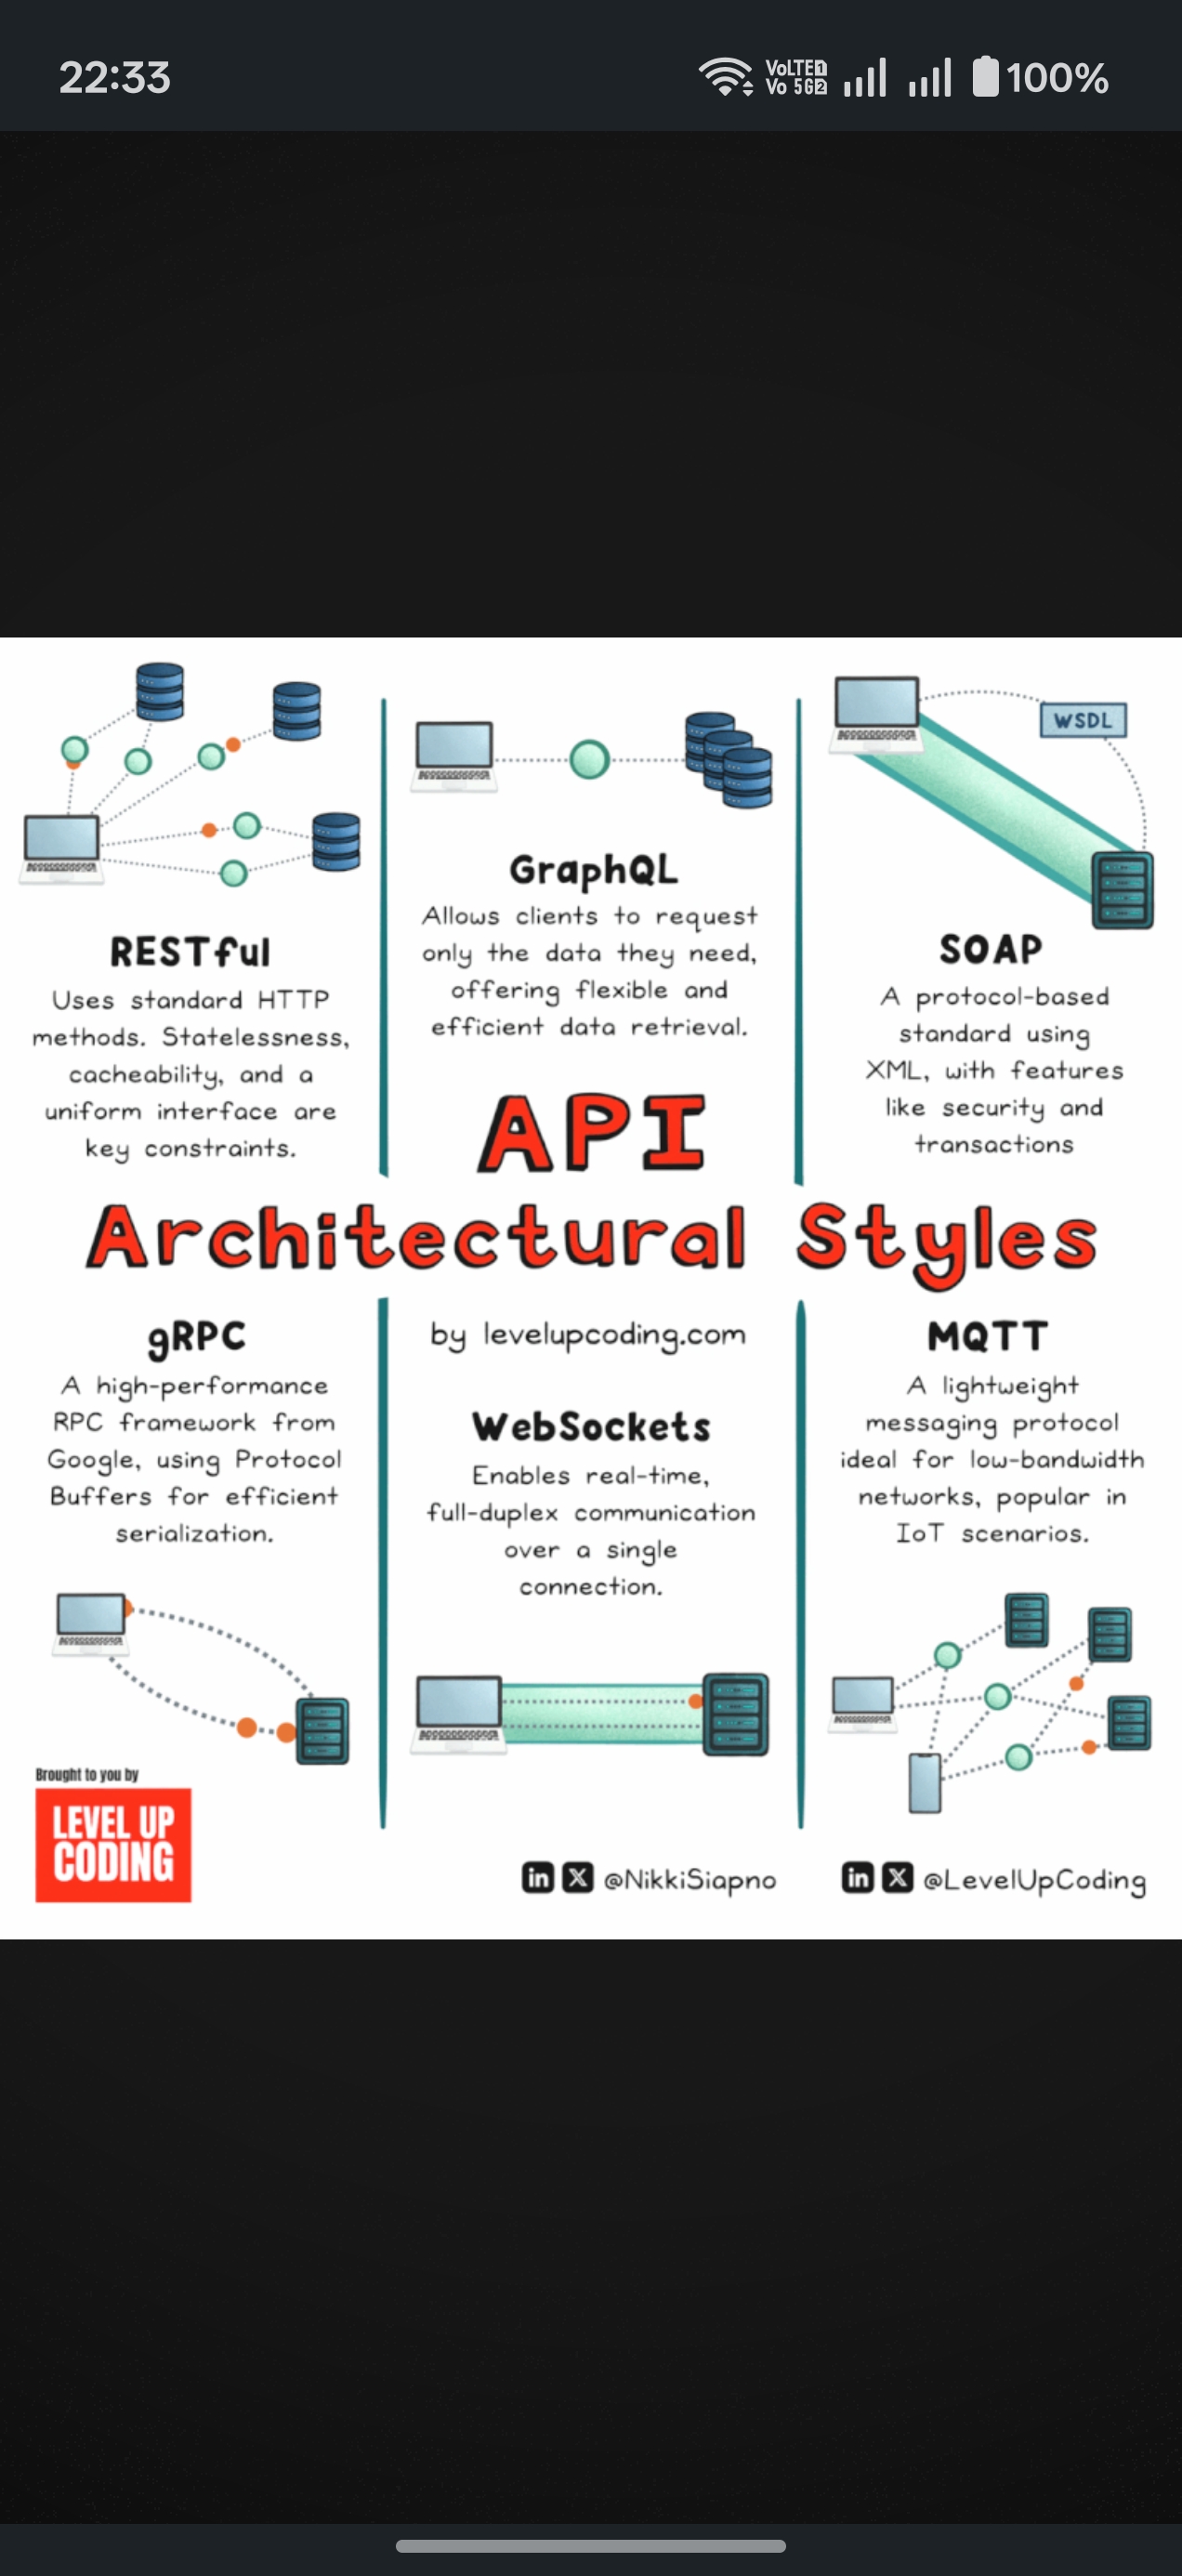 22:33
VoLTE1
Vo 5G2
100%
WSDL
GraphQL
Allows clients to request
only the data they need,
offering flexible and
efficient data retrieval.
RESTful
Uses standard HTTP
methods. Statelessness,
cacheability, and a
uniform interface are
key constraints.
SOAP
A protocol-based
standard using
XML, with features
like security and
transactions
API
Architectural Styles
by levelupcoding.com
gRPC
A high-performance
RPC framework from
Google, using Protocol
Buffers for efficient
serialization.
WebSockets
Enables real-time,
full-duplex communication
over a single
connection.
MQTT
A lightweight
messaging protocol
ideal for low-bandwidth
networks, popular in
IoT scenarios.
Brought to you by
LEVEL UP
CODING
in X @NikkiSiapno
in X @LevelUpCoding